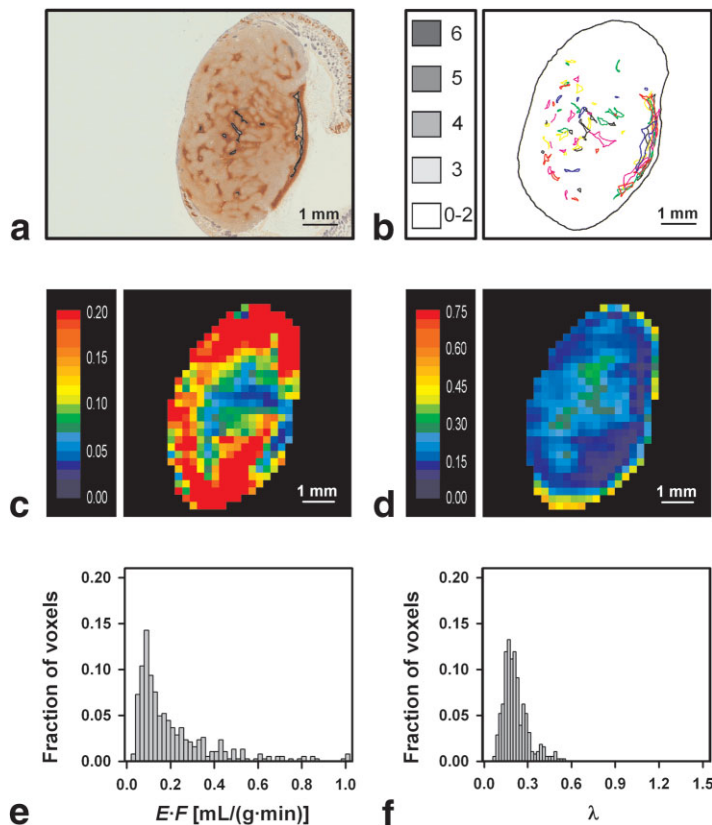 6
5
4
3
0-2
1 mm
1 mm
a
b
0.20
0.15
0.10
0.05
0.00
0.75
0.60
0.45
0.30
0.15
0.00
1 mm
1 mm
c
d
0.20
0.15
0.10
0.05
0.00
Fraction of voxels
0.0 0.2 0.4 0.6 0.8 1.0
E·F [mL/(g·min)]
0.20
0.15
0.10
0.05
0.00
Fraction of voxels
0.0 0.3 0.6 0.9 1.2 1.5
λ
e
f